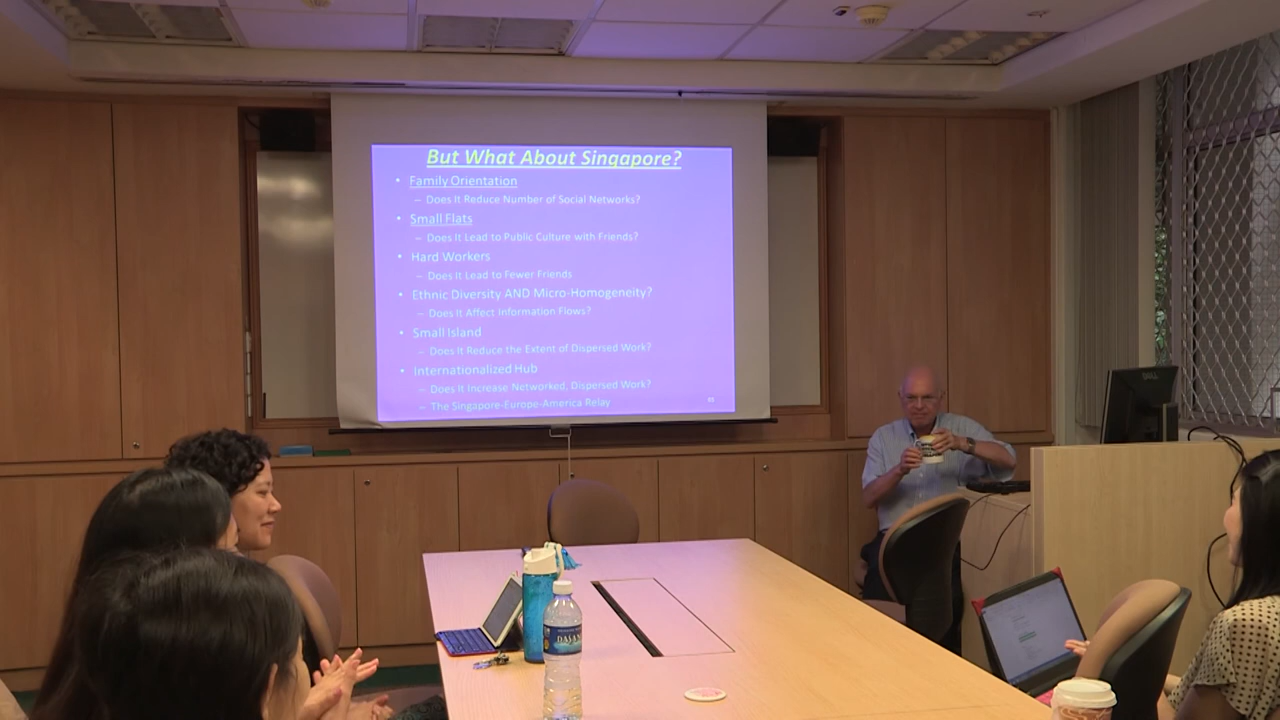 But What About Singapore?
• Family Orientation
– Does It Reduce Number of Social Networks?
• Small Flats
– Does It Lead to Public Culture with Friends?
• Hard Workers
– Does It Lead to Fewer Friends
• Ethnic Diversity AND Micro-Homogeneity?
– Does It Affect Information Flows?
• Small Island
– Does It Reduce the Extent of Dispersed Work?
• Internationalized Hub
– Does It Increase Networked, Dispersed Work?
– The Singapore-Europe-America Relay
DELL
DASANI